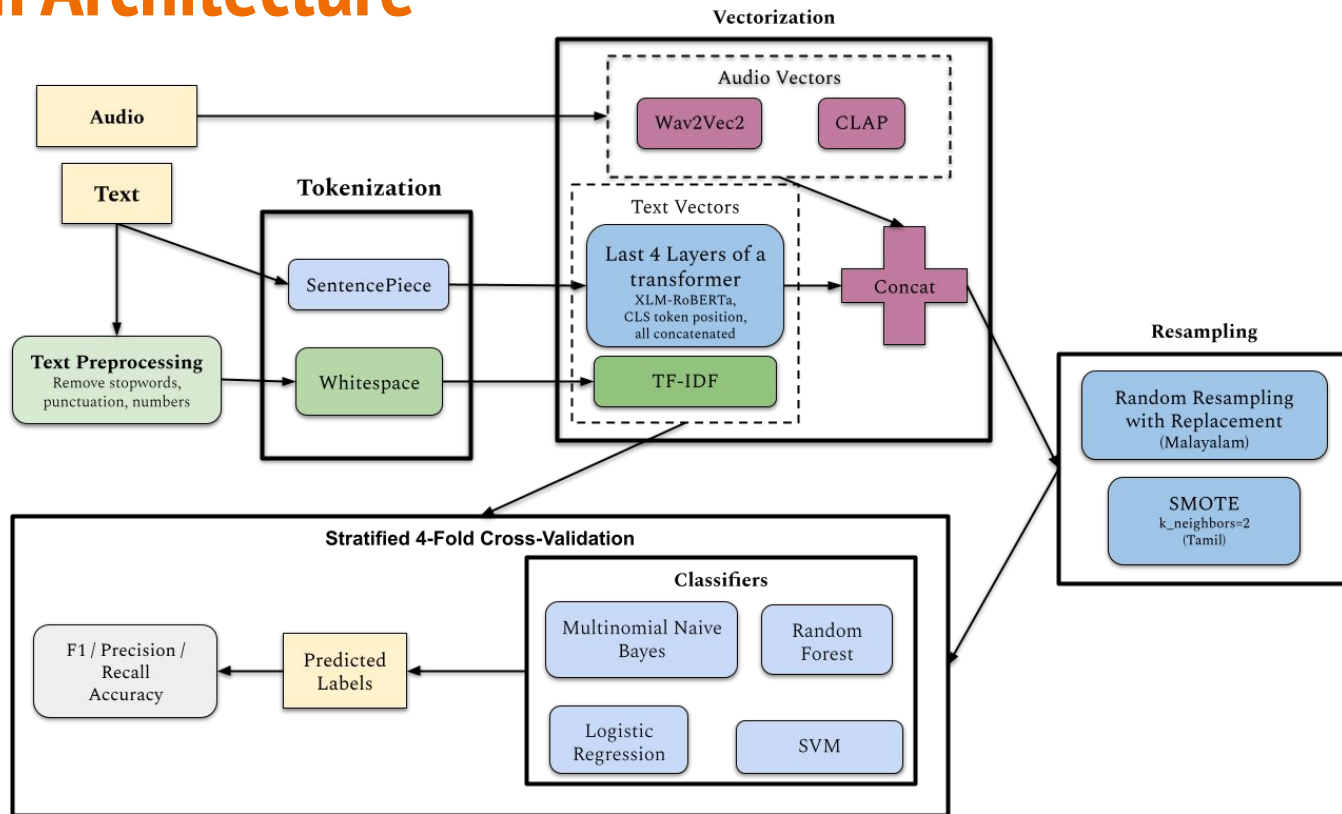 n Architecture
Vectorization
Audio Vectors
Audio
Wav2Vec2
CLAP
Text
Tokenization
Text Vectors
Last 4 Layers of a
transformer
XLM-RoBERTa,
CLS token position,
all concatenated
SentencePiece
Concat
Resampling
Text Preprocessing
Remove stopwords,
punctuation, numbers
Whitespace
TF-IDF
Random Resampling
with Replacement
(Malayalam)
SMOTE
k_neighbors=2
(Tamil)
Stratified 4-Fold Cross-Validation
Classifiers
Multinomial Naive
Bayes
Random
Forest
F1 / Precision /
Recall
Accuracy
Predicted
Labels
Logistic
Regression
SVM